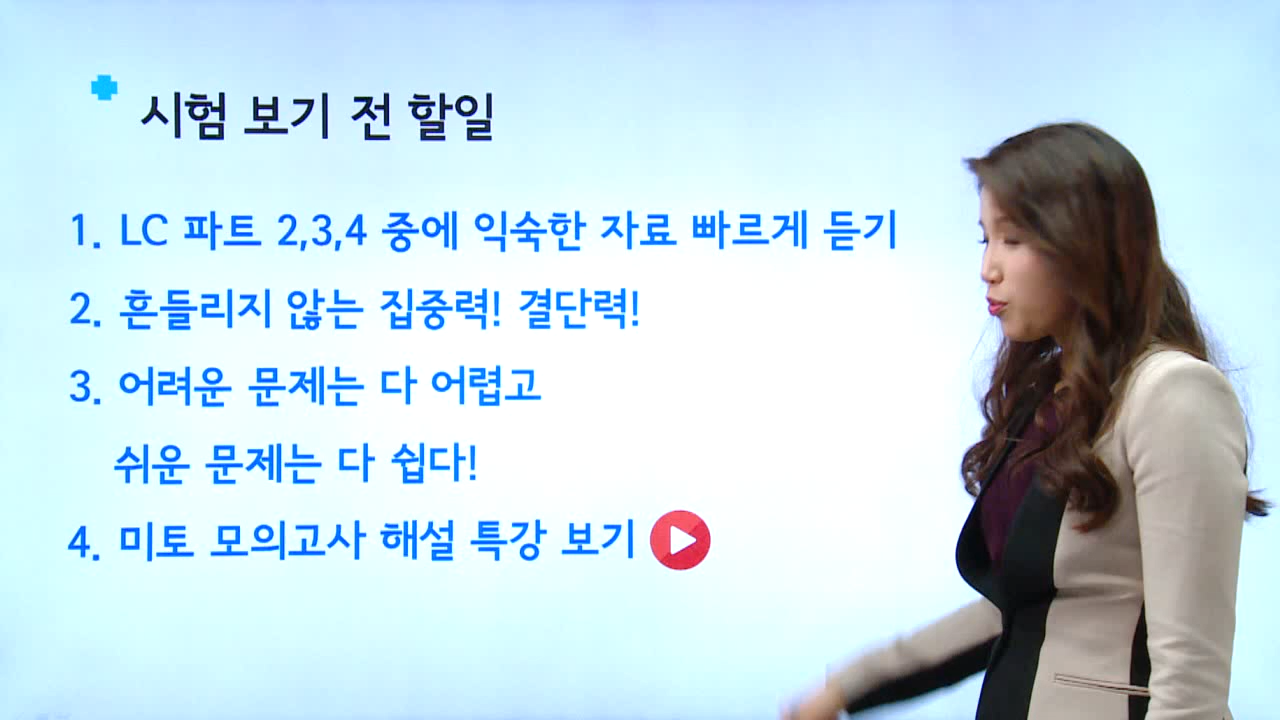 시험 보기 전 할일
1. LC 파트 2,3,4 중에 익숙한 자료 빠르게 듣기
2. 흔들리지 않는 집중력! 결단력!
3. 어려운 문제는 다 어렵고
쉬운 문제는 다 쉽다!
4. 미토 모의고사 해설 특강 보기